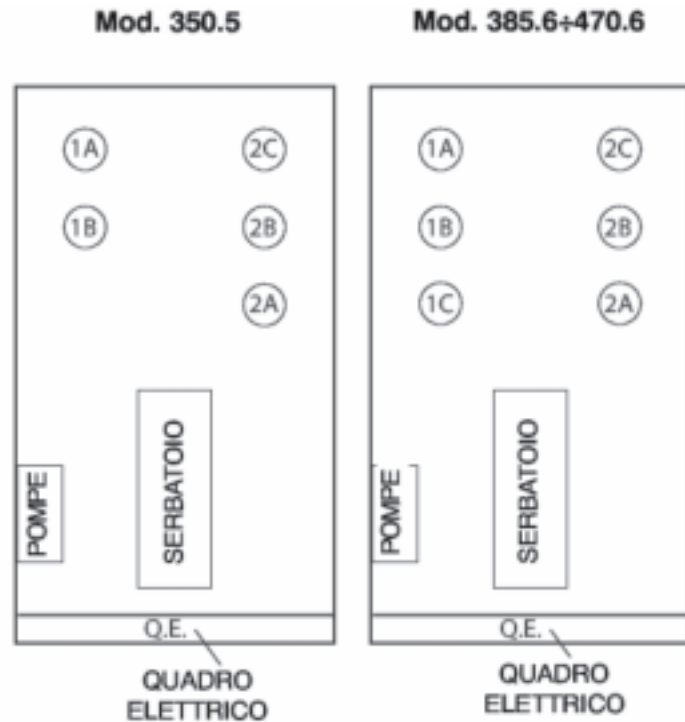 Mod. 350.5
1A
2C
1B
2B
2A
POMPE
SERBATOIO
Q.E.
QUADRO
ELETTRICO
Mod. 385.6÷470.6
1A
2C
1B
2B
1C
2A
POMPE
SERBATOIO
Q.E.
QUADRO
ELETTRICO